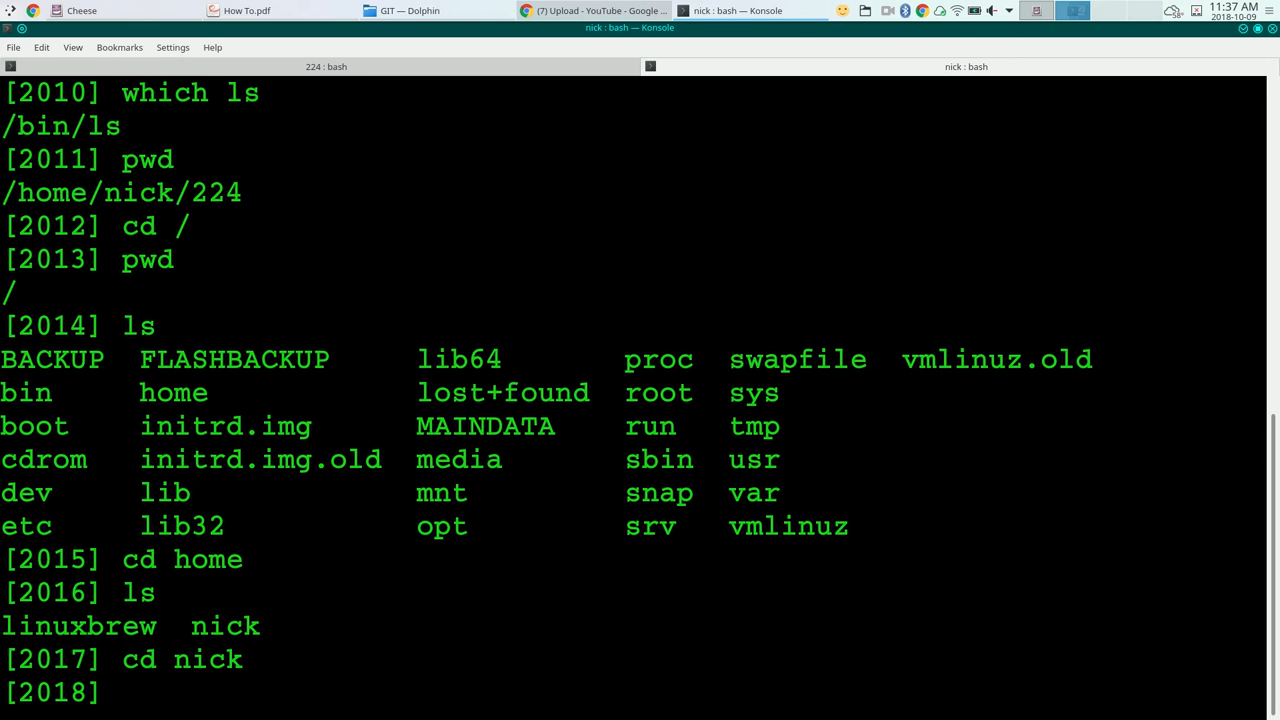 Cheese How To.pdf GIT — Dolphin (7) Upload - YouTube - Google ... nick : bash — Konsole 58° 11:37 AM
2018-10-09
nick : bash — Konsole
File Edit View Bookmarks Settings Help
224 : bash nick : bash
[2010] which ls
/bin/ls
[2011] pwd
/home/nick/224
[2012] cd /
[2013] pwd
/
[2014] ls
BACKUP FLASHBACKUP lib64 proc swapfile vmlinuz.old
bin home lost+found root sys
boot initrd.img MAINDATA run tmp
cdrom initrd.img.old media sbin usr
dev lib mnt snap var
etc lib32 opt srv vmlinuz
[2015] cd home
[2016] ls
linuxbrew nick
[2017] cd nick
[2018]